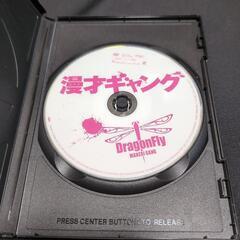 漫才ギャング
DragonFly
MANZAI GANG
PRESS CENTER BUTTON TO RELEASE